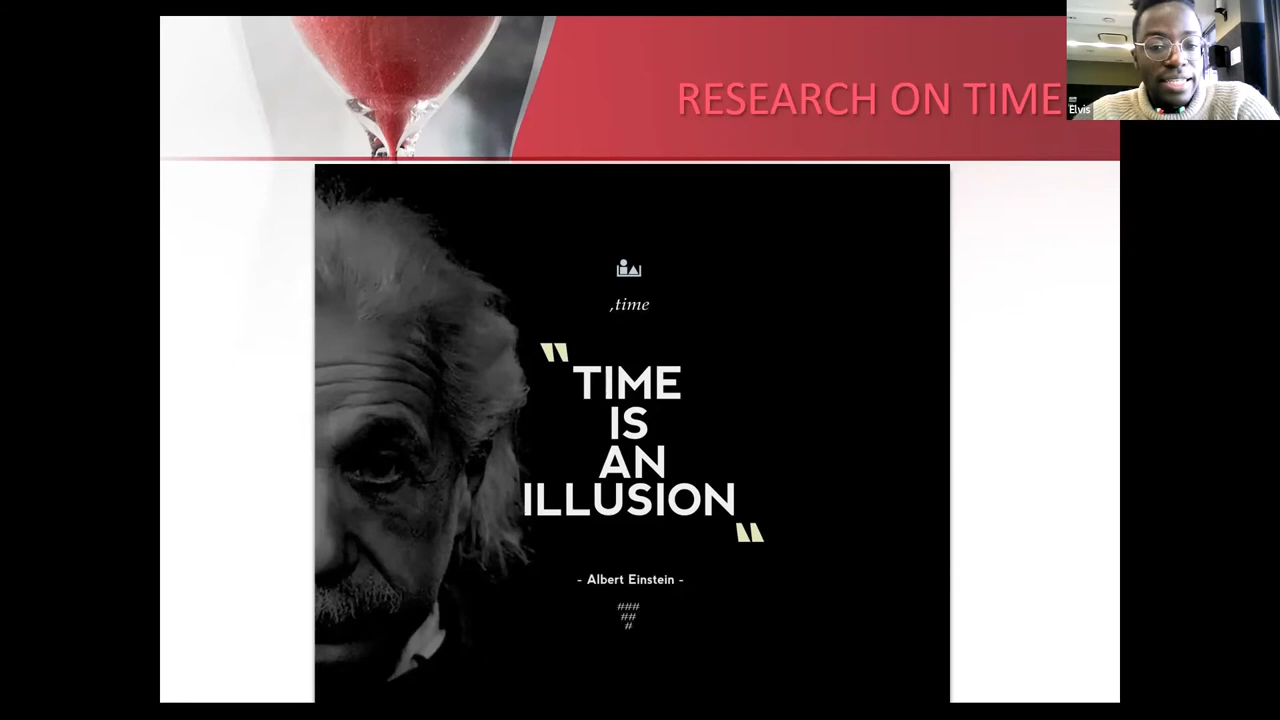 RESEARCH ON TIME
Elvis
,time
"TIME
IS
AN
ILLUSION"
- Albert Einstein -
###
##
#